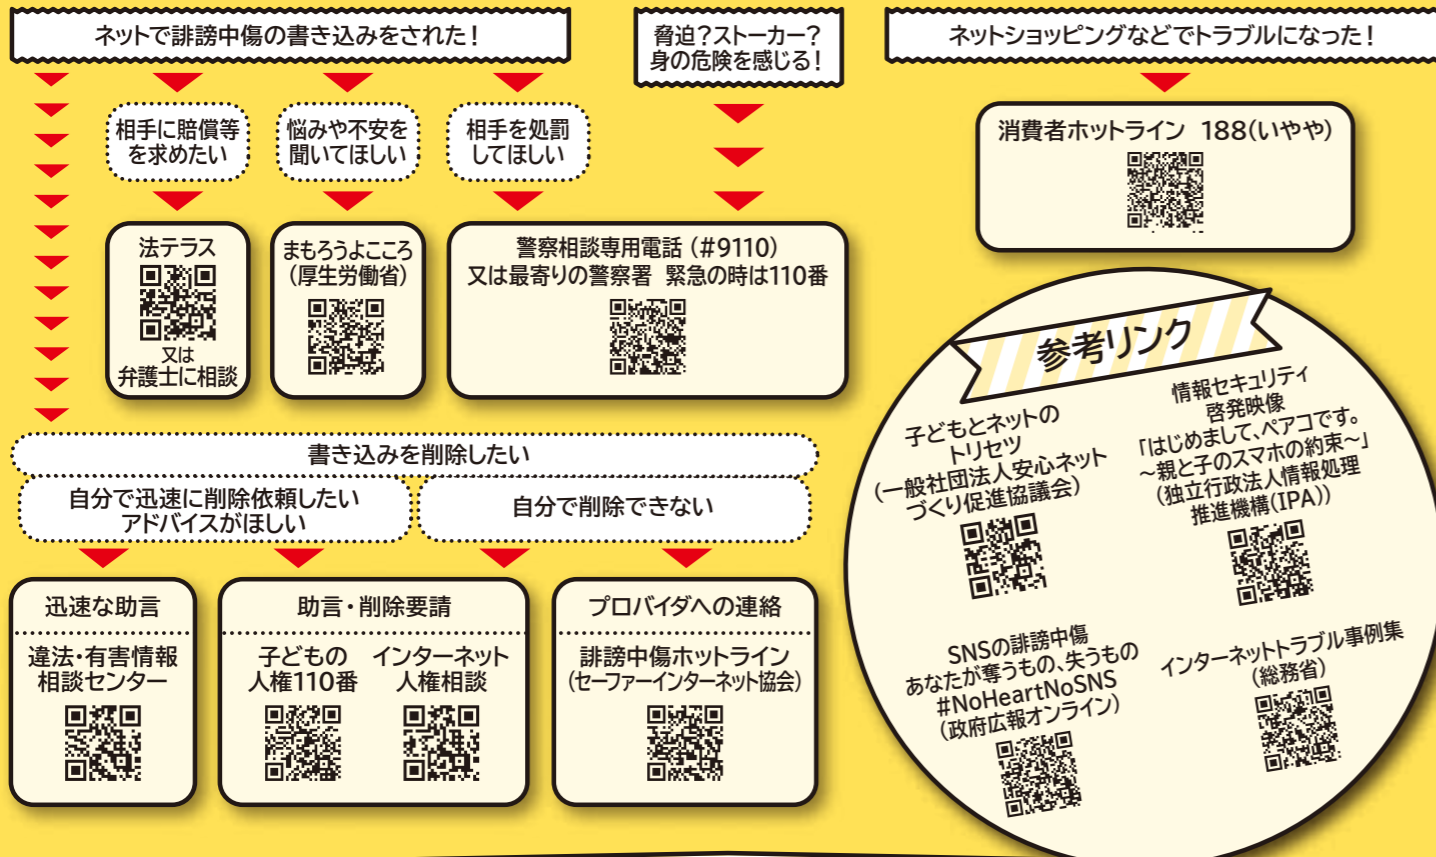 ネットで誹謗中傷の書き込みをされた!
相手に賠償等
を求めたい
悩みや不安を
聞いてほしい
相手を処罰
してほしい
法テラス
又は
弁護士に相談
まもろうよこころ
(厚生労働省)
脅迫?ストーカー?
身の危険を感じる!
警察相談専用電話 (#9110)
又は最寄りの警察署 緊急の時は110番
ネットショッピングなどでトラブルになった!
消費者ホットライン 188(いやや)
書き込みを削除したい
自分で迅速に削除依頼したい
アドバイスがほしい
自分で削除できない
迅速な助言
違法・有害情報
相談センター
助言・削除要請
子どもの
人権110番
インターネット
人権相談
プロバイダへの連絡
誹謗中傷ホットライン
(セーファーインターネット協会)
参考リンク
子どもとネットの
トリセツ
(一般社団法人安心ネット
づくり促進協議会)
情報セキュリティ
啓発映像
「はじめまして、ペアコです。
~親と子のスマホの約束~」
(独立行政法人情報処理
推進機構(IPA))
SNSの誹謗中傷
あなたが奪うもの、失うもの
#NoHeartNoSNS
(政府広報オンライン)
インターネットトラブル事例集
(総務省)